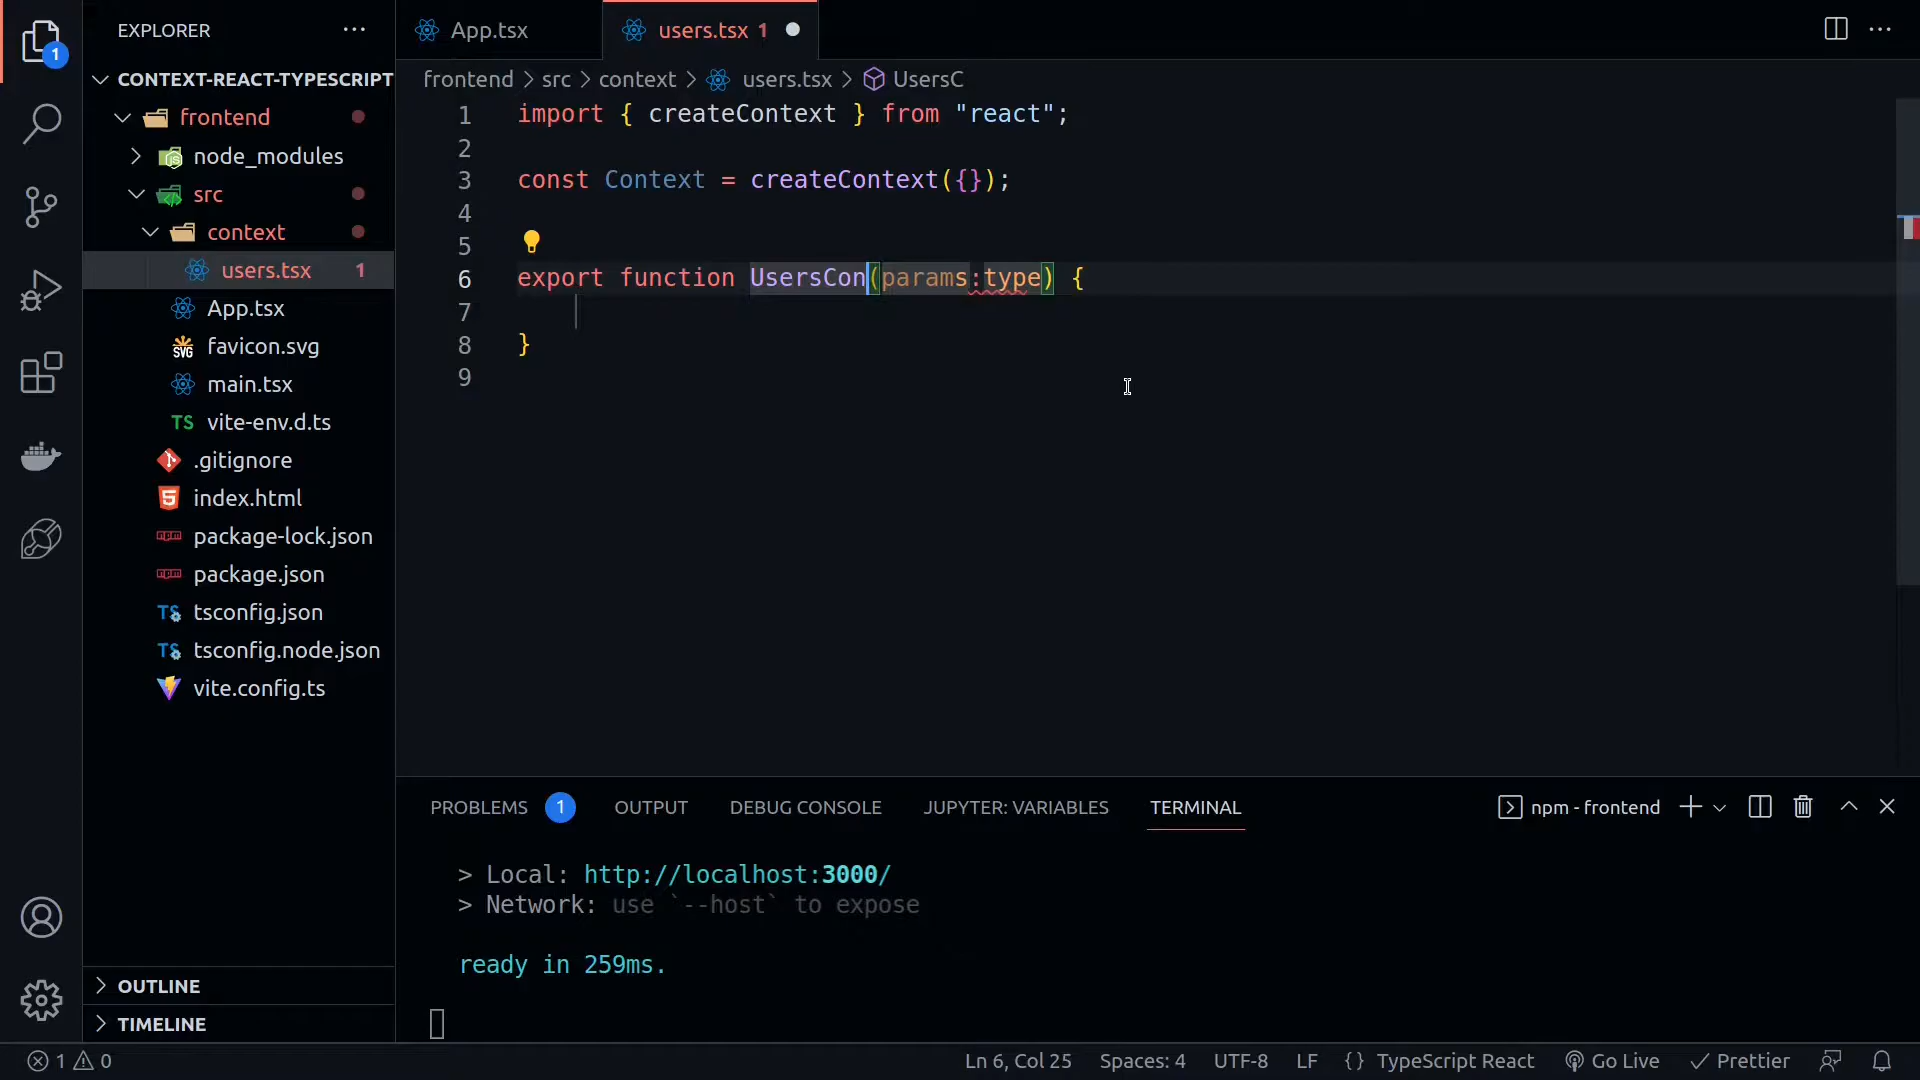 EXPLORER
CONTEXT-REACT-TYPESCRIPT
frontend
node_modules
src
context
users.tsx 1
App.tsx
favicon.svg
main.tsx
TS vite-env.d.ts
.gitignore
index.html
package-lock.json
package.json
TS tsconfig.json
TS tsconfig.node.json
vite.config.ts
OUTLINE
TIMELINE
1
App.tsx
users.tsx 1
frontend > src > context > users.tsx > UsersC
1 import { createContext } from "react";
2
3 const Context = createContext({});
4
5
6 export function UsersCon(params:type) {
7
8 }
9
PROBLEMS 1 OUTPUT DEBUG CONSOLE JUPYTER: VARIABLES TERMINAL
npm - frontend
> Local: http://localhost:3000/
> Network: use `--host` to expose
ready in 259ms.
1 0
Ln 6, Col 25 Spaces: 4 UTF-8 LF {} TypeScript React Go Live Prettier